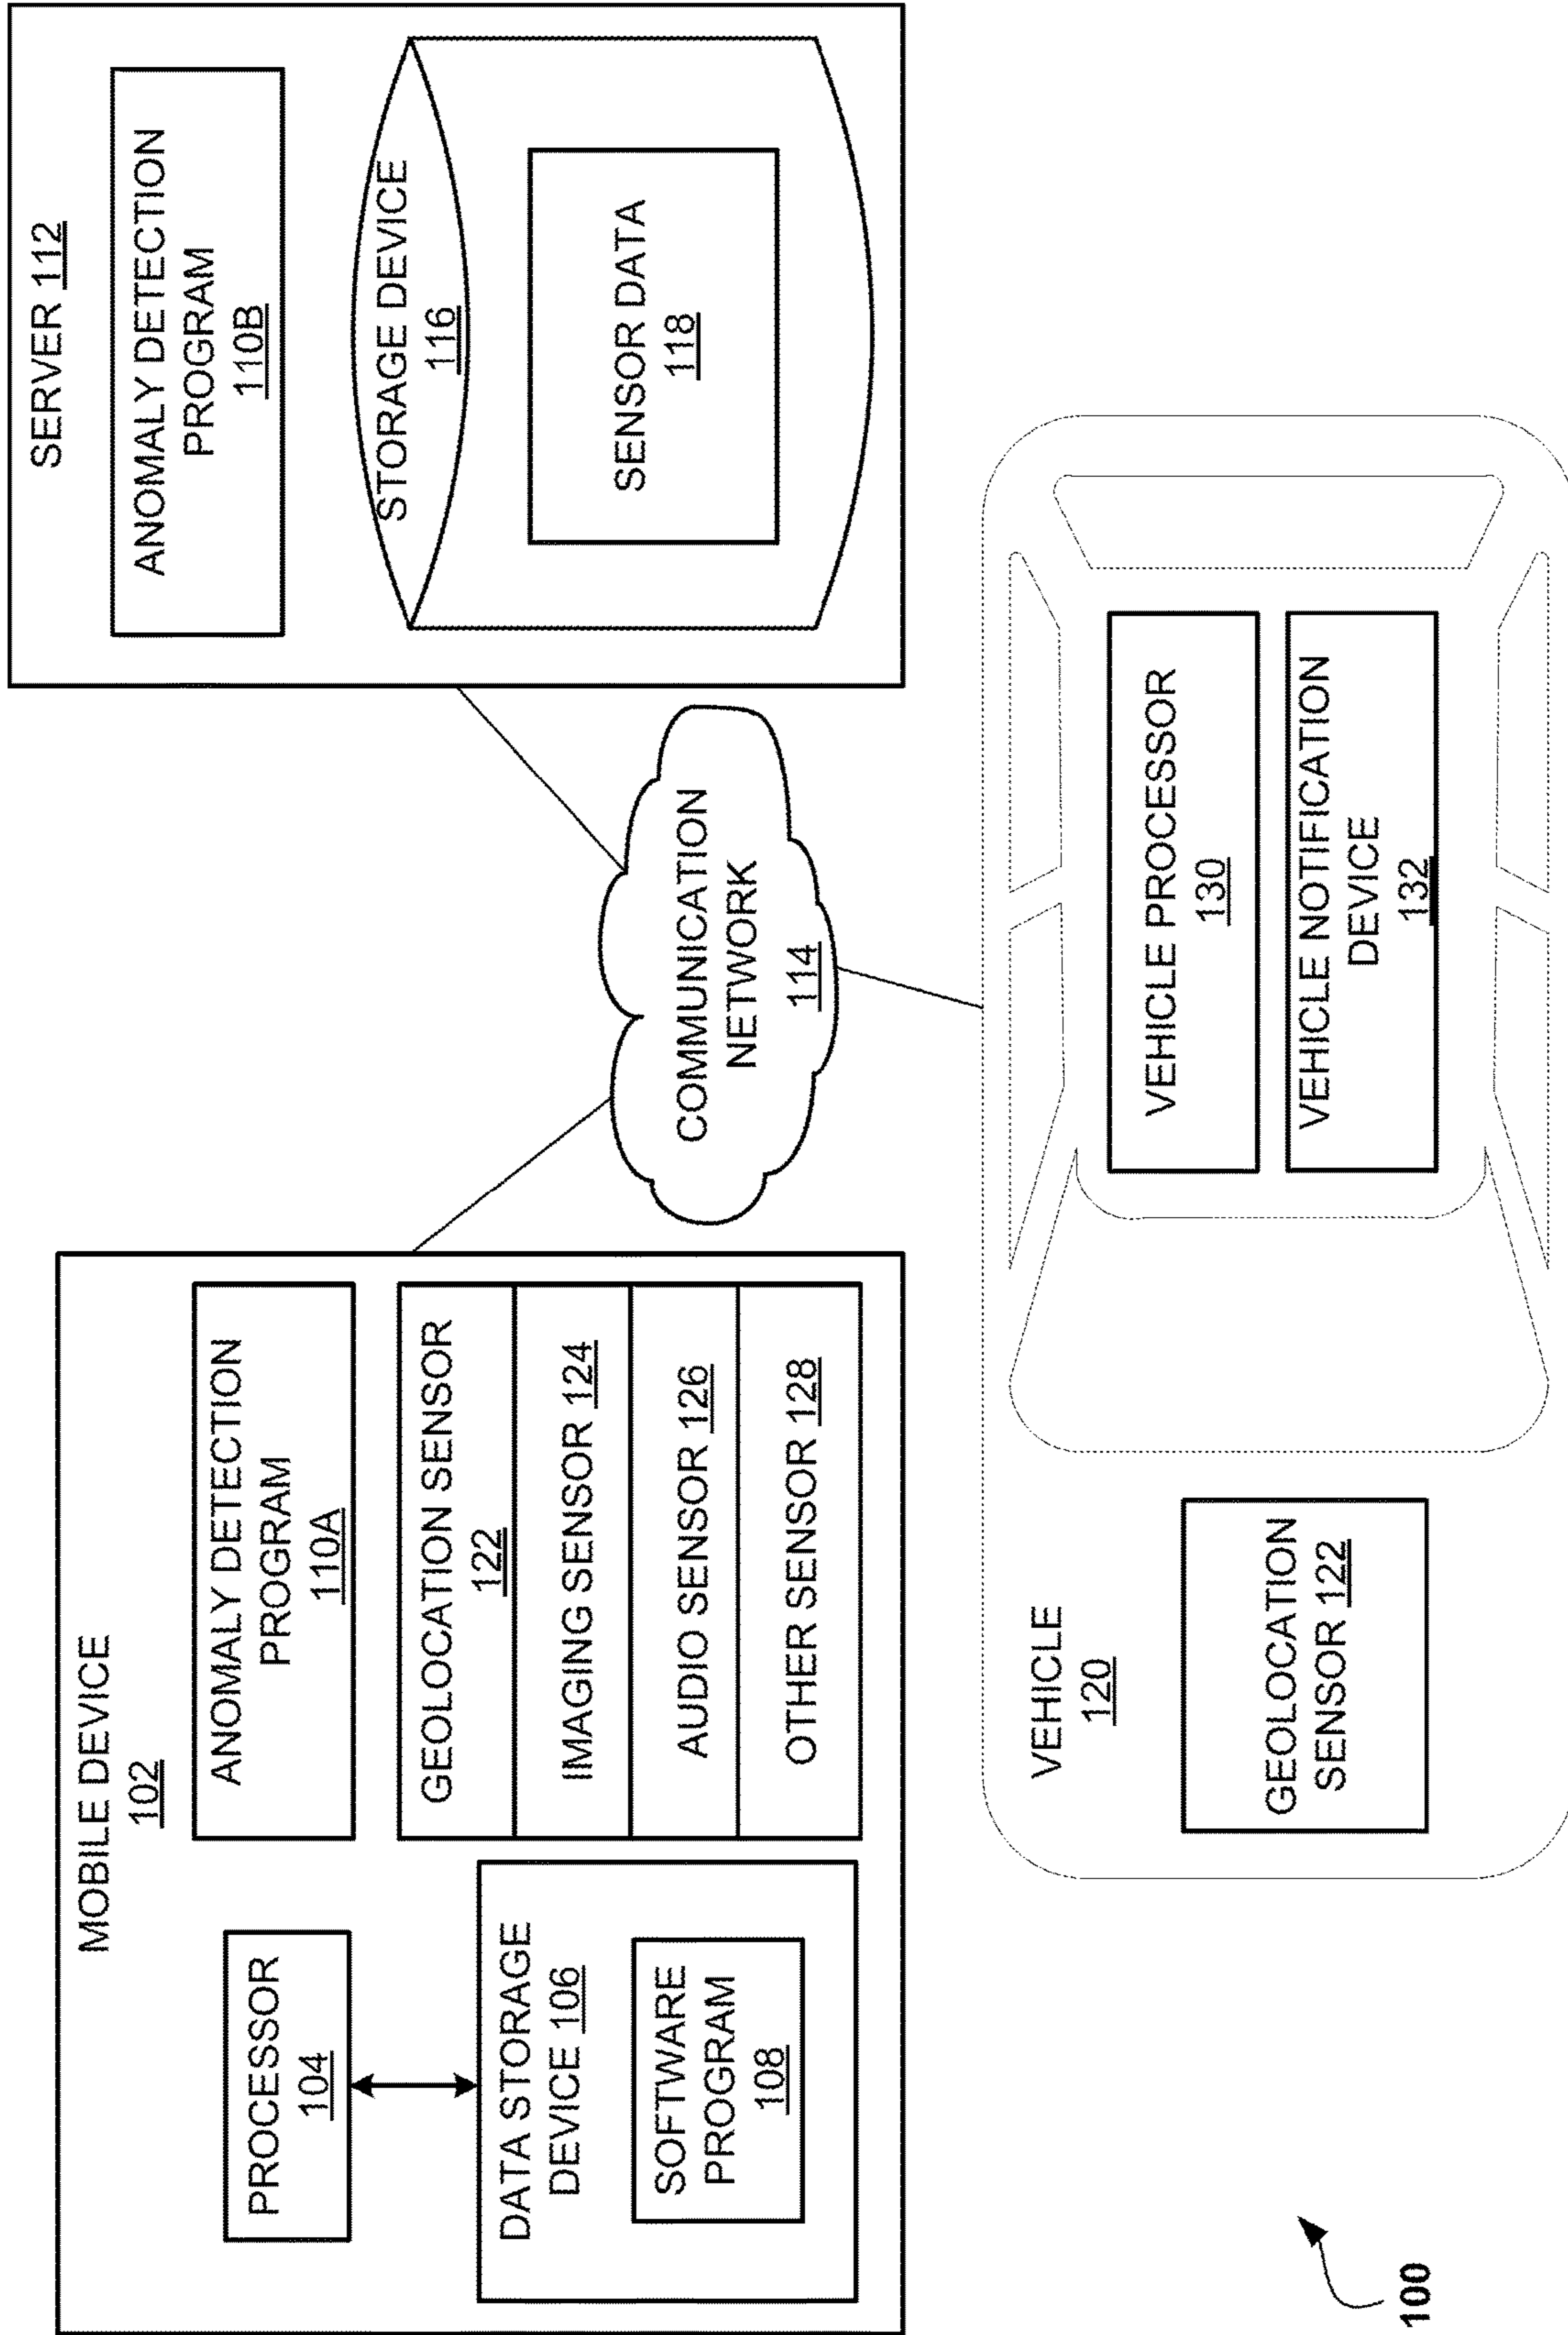 MOBILE DEVICE
102
PROCESSOR
104
DATA STORAGE
DEVICE 106
SOFTWARE
PROGRAM
108
ANOMALY DETECTION
PROGRAM
110A
GEOLOCATION SENSOR
122
IMAGING SENSOR 124
AUDIO SENSOR 126
OTHER SENSOR 128
COMMUNICATION
NETWORK
114
SERVER 112
ANOMALY DETECTION
PROGRAM
110B
STORAGE DEVICE
116
SENSOR DATA
118
VEHICLE
120
GEOLOCATION
SENSOR 122
VEHICLE PROCESSOR
130
VEHICLE NOTIFICATION
DEVICE
132
100